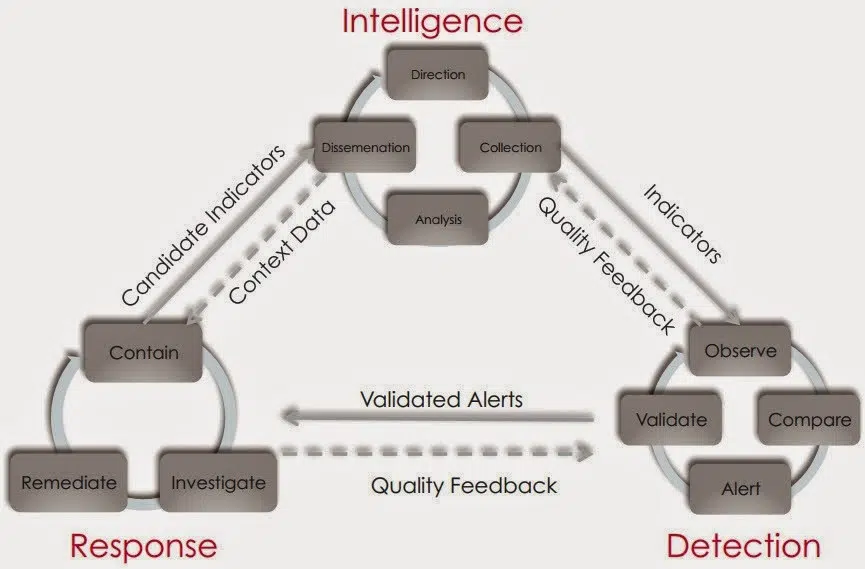 Intelligence
Direction
Dissemenation
Collection
Analysis
Candidate Indicators
Context Data
Indicators
Quality Feedback
Contain
Remediate
Investigate
Response
Validated Alerts
Quality Feedback
Observe
Validate
Compare
Alert
Detection